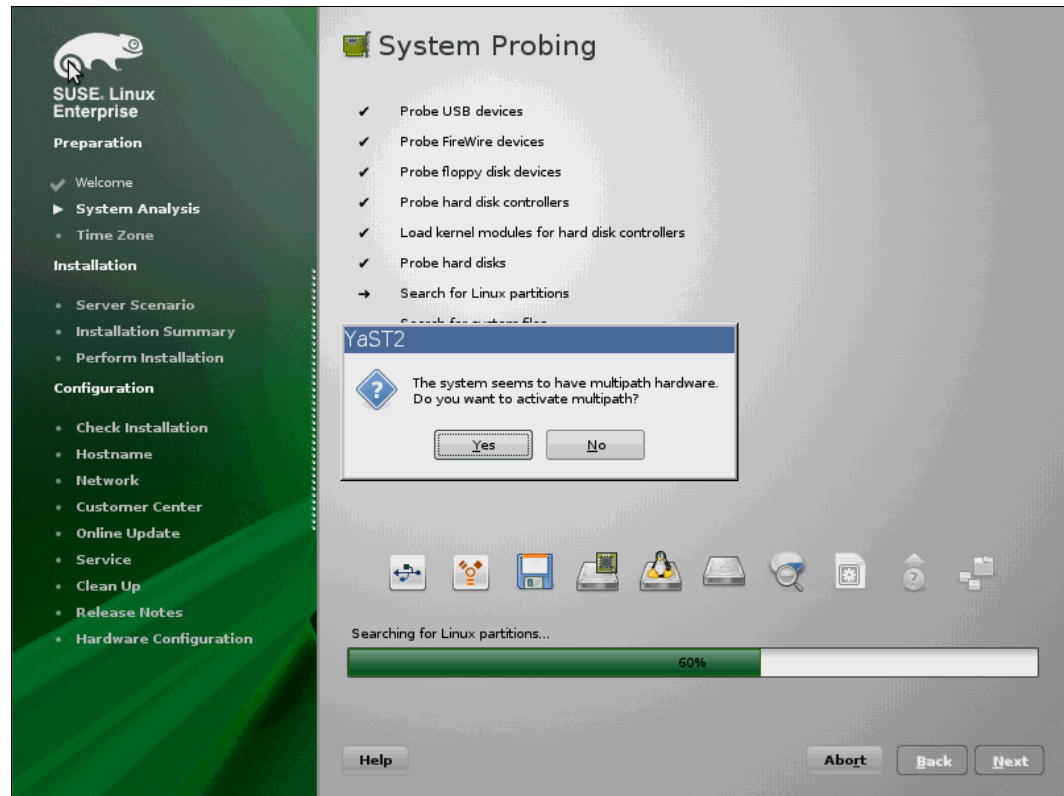 SUSE. Linux
Enterprise
Preparation
Welcome
System Analysis
Time Zone
Installation
Server Scenario
Installation Summary
Perform Installation
Configuration
Check Installation
Hostname
Network
Customer Center
Online Update
Service
Clean Up
Release Notes
Hardware Configuration
System Probing
Probe USB devices
Probe FireWire devices
Probe floppy disk devices
Probe hard disk controllers
Load kernel modules for hard disk controllers
Probe hard disks
Search for Linux partitions
Search for system files
YaST2
The system seems to have multipath hardware.
Do you want to activate multipath?
Yes No
Searching for Linux partitions...
60%
Help Abort Back Next